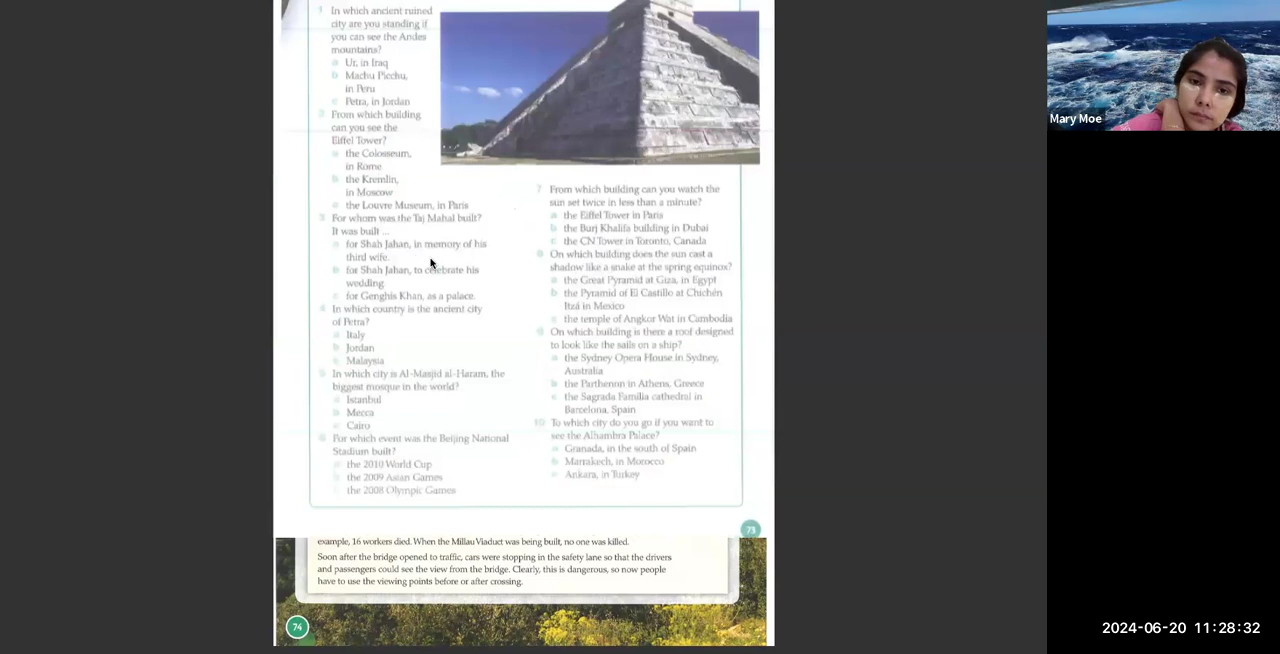 1 In which ancient ruined
city are you standing if
you can see the Andes
mountains?
a Ur, in Iraq
b Machu Picchu,
in Peru
c Petra, in Jordan
2 From which building
can you see the
Eiffel Tower?
a the Colosseum,
in Rome
b the Kremlin,
in Moscow
c the Louvre Museum, in Paris
3 For whom was the Taj Mahal built?
It was built ...
a for Shah Jahan, in memory of his
third wife.
b for Shah Jahan, to celebrate his
wedding
c for Genghis Khan, as a palace.
4 In which country is the ancient city
of Petra?
a Italy
b Jordan
c Malaysia
5 In which city is Al-Masjid al-Haram, the
biggest mosque in the world?
a Istanbul
b Mecca
c Cairo
6 For which event was the Beijing National
Stadium built?
a the 2010 World Cup
b the 2009 Asian Games
c the 2008 Olympic Games
7 From which building can you watch the
sun set twice in less than a minute?
a the Eiffel Tower in Paris
b the Burj Khalifa building in Dubai
c the CN Tower in Toronto, Canada
8 On which building does the sun cast a
shadow like a snake at the spring equinox?
a the Great Pyramid at Giza, in Egypt
b the Pyramid of El Castillo at Chichén
Itzá in Mexico
c the temple of Angkor Wat in Cambodia
9 On which building is there a roof designed
to look like the sails on a ship?
a the Sydney Opera House in Sydney,
Australia
b the Parthenon in Athens, Greece
c the Sagrada Família cathedral in
Barcelona, Spain
10 To which city do you go if you want to
see the Alhambra Palace?
a Granada, in the south of Spain
b Marrakech, in Morocco
c Ankara, in Turkey
73
example, 16 workers died. When the Millau Viaduct was being built, no one was killed.
Soon after the bridge opened to traffic, cars were stopping in the safety lane so that the drivers
and passengers could see the view from the bridge. Clearly, this is dangerous, so now people
have to use the viewing points before or after crossing.
74
Mary Moe
2024-06-20 11:28:32